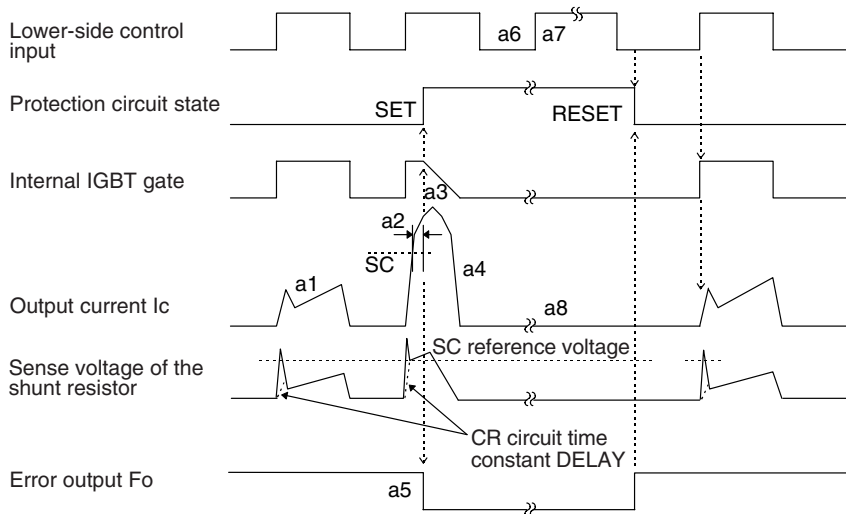 Lower-side control
input
a6
a7
Protection circuit state
SET
RESET
Internal IGBT gate
a3
a2
SC
a4
Output current Ic
a1
a8
SC reference voltage
Sense voltage of the
shunt resistor
CR circuit time
constant DELAY
Error output Fo
a5